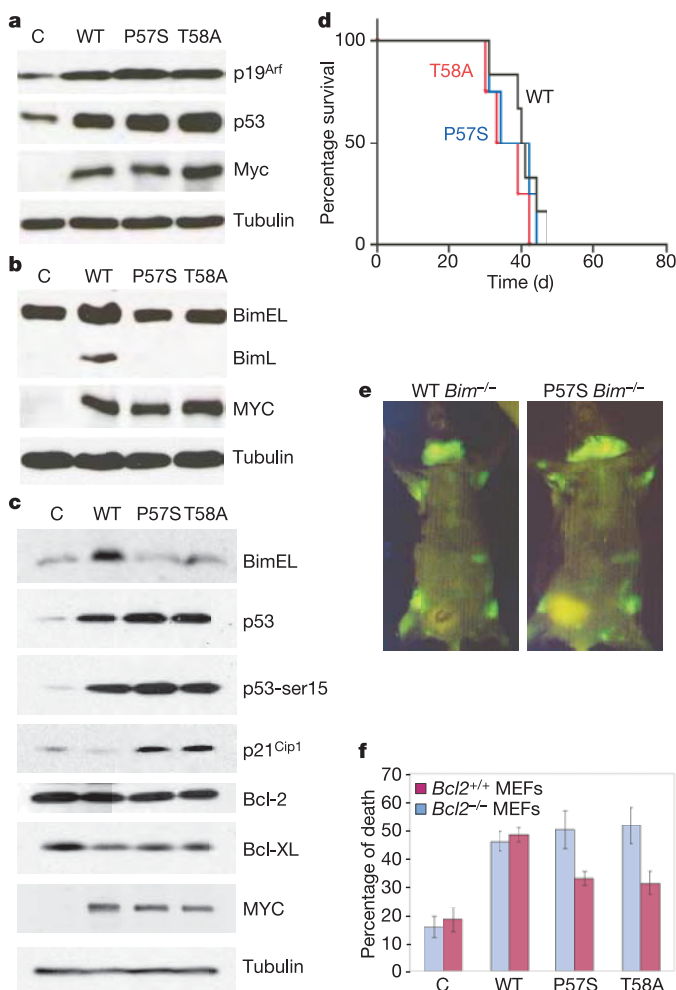 a
C WT P57S T58A
p19Arf
p53
Myc
Tubulin
b
C WT P57S T58A
BimEL
BimL
MYC
Tubulin
c
C WT P57S T58A
BimEL
p53
p53-ser15
p21Cip1
Bcl-2
Bcl-XL
MYC
Tubulin
d
Percentage survival
100
50
0
T58A
WT
P57S
0 20 40 60 80
Time (d)
e
WT Bim–/–
P57S Bim–/–
f
Percentage of death
70
60
50
40
30
20
10
0
Bcl2+/+ MEFs
Bcl2–/– MEFs
C WT P57S T58A